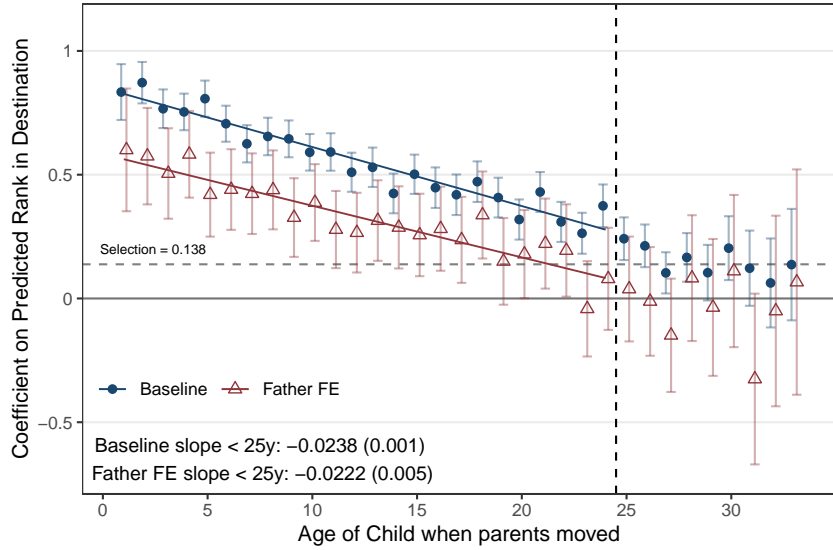 Coefficient on Predicted Rank in Destination
1
0.5
0
−0.5
Selection = 0.138
Baseline
Father FE
Baseline slope < 25y: −0.0238 (0.001)
Father FE slope < 25y: −0.0222 (0.005)
0 5 10 15 20 25 30
Age of Child when parents moved